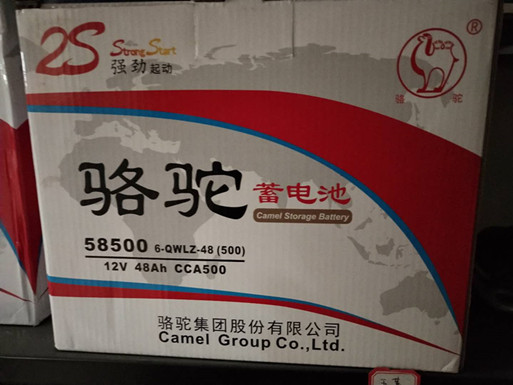 2S Strong Start
强劲起动
®
骆 驼
骆驼 蓄电池
Camel Storage Battery
58500 6-QWLZ-48 (500)
12V 48Ah CCA500
骆驼集团股份有限公司
Camel Group Co.,Ltd.